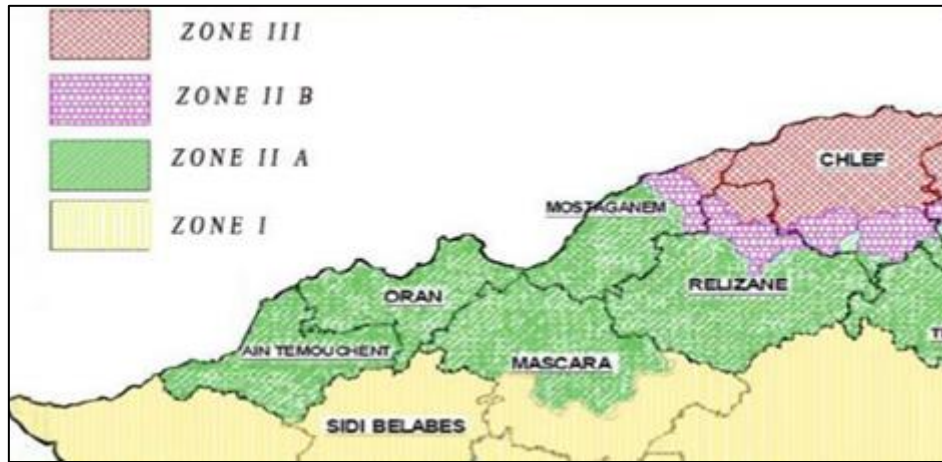 ZONE III
ZONE II B
ZONE II A
ZONE I
CHLEF
MOSTAGANEM
RELIZANE
ORAN
AIN TEMOUCHENT
MASCARA
SIDI BELABES